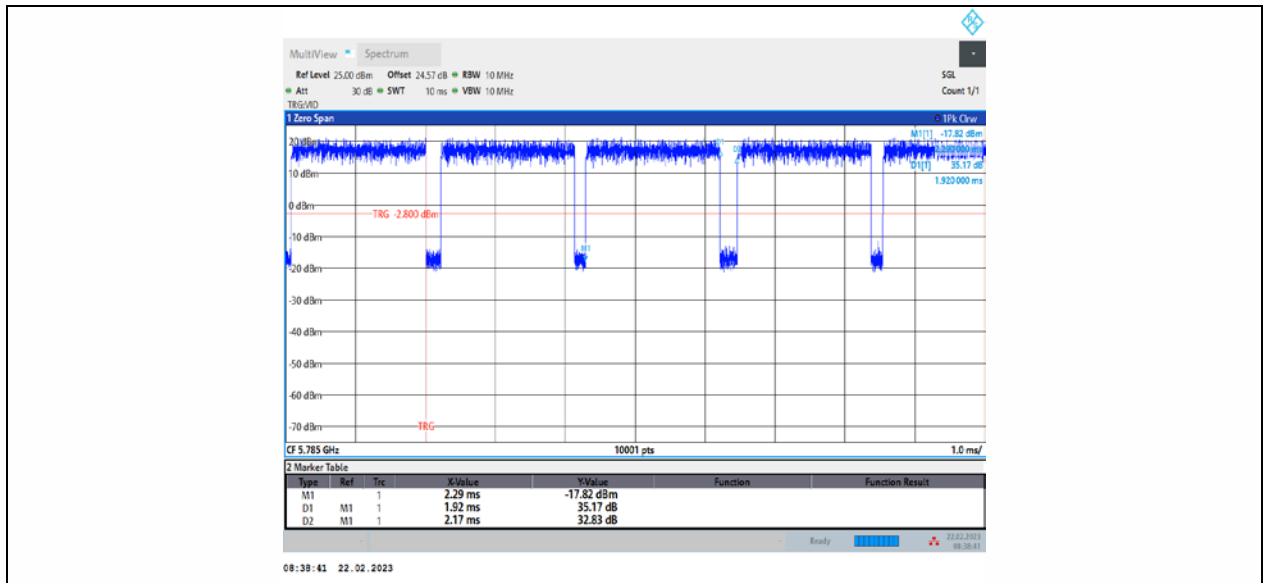 MultiView Spectrum
Ref Level 25.00 dBm Offset 24.57 dB RBW 10 MHz SGL
Att 30 dB SWT 10 ms VBW 10 MHz Count 1/1
TRG:VID
1 Zero Span 1Pk Clrw
M1[1] -17.82 dBm
20 dBm D1 D2
D1[1] 35.17 dB
10 dBm
1.920 000 ms
0 dBm
TRG -2.800 dBm
-10 dBm
M1
-20 dBm
-30 dBm
-40 dBm
-50 dBm
-60 dBm
-70 dBm TRG
CF 5.785 GHz 10001 pts 1.0 ms/
2 Marker Table
Type Ref Trc X-Value Y-Value Function Function Result
M1 1 2.29 ms -17.82 dBm
D1 M1 1 1.92 ms 35.17 dB
D2 M1 1 2.17 ms 32.83 dB
Ready 22.02.2023
08:38:41
08:38:41 22.02.2023